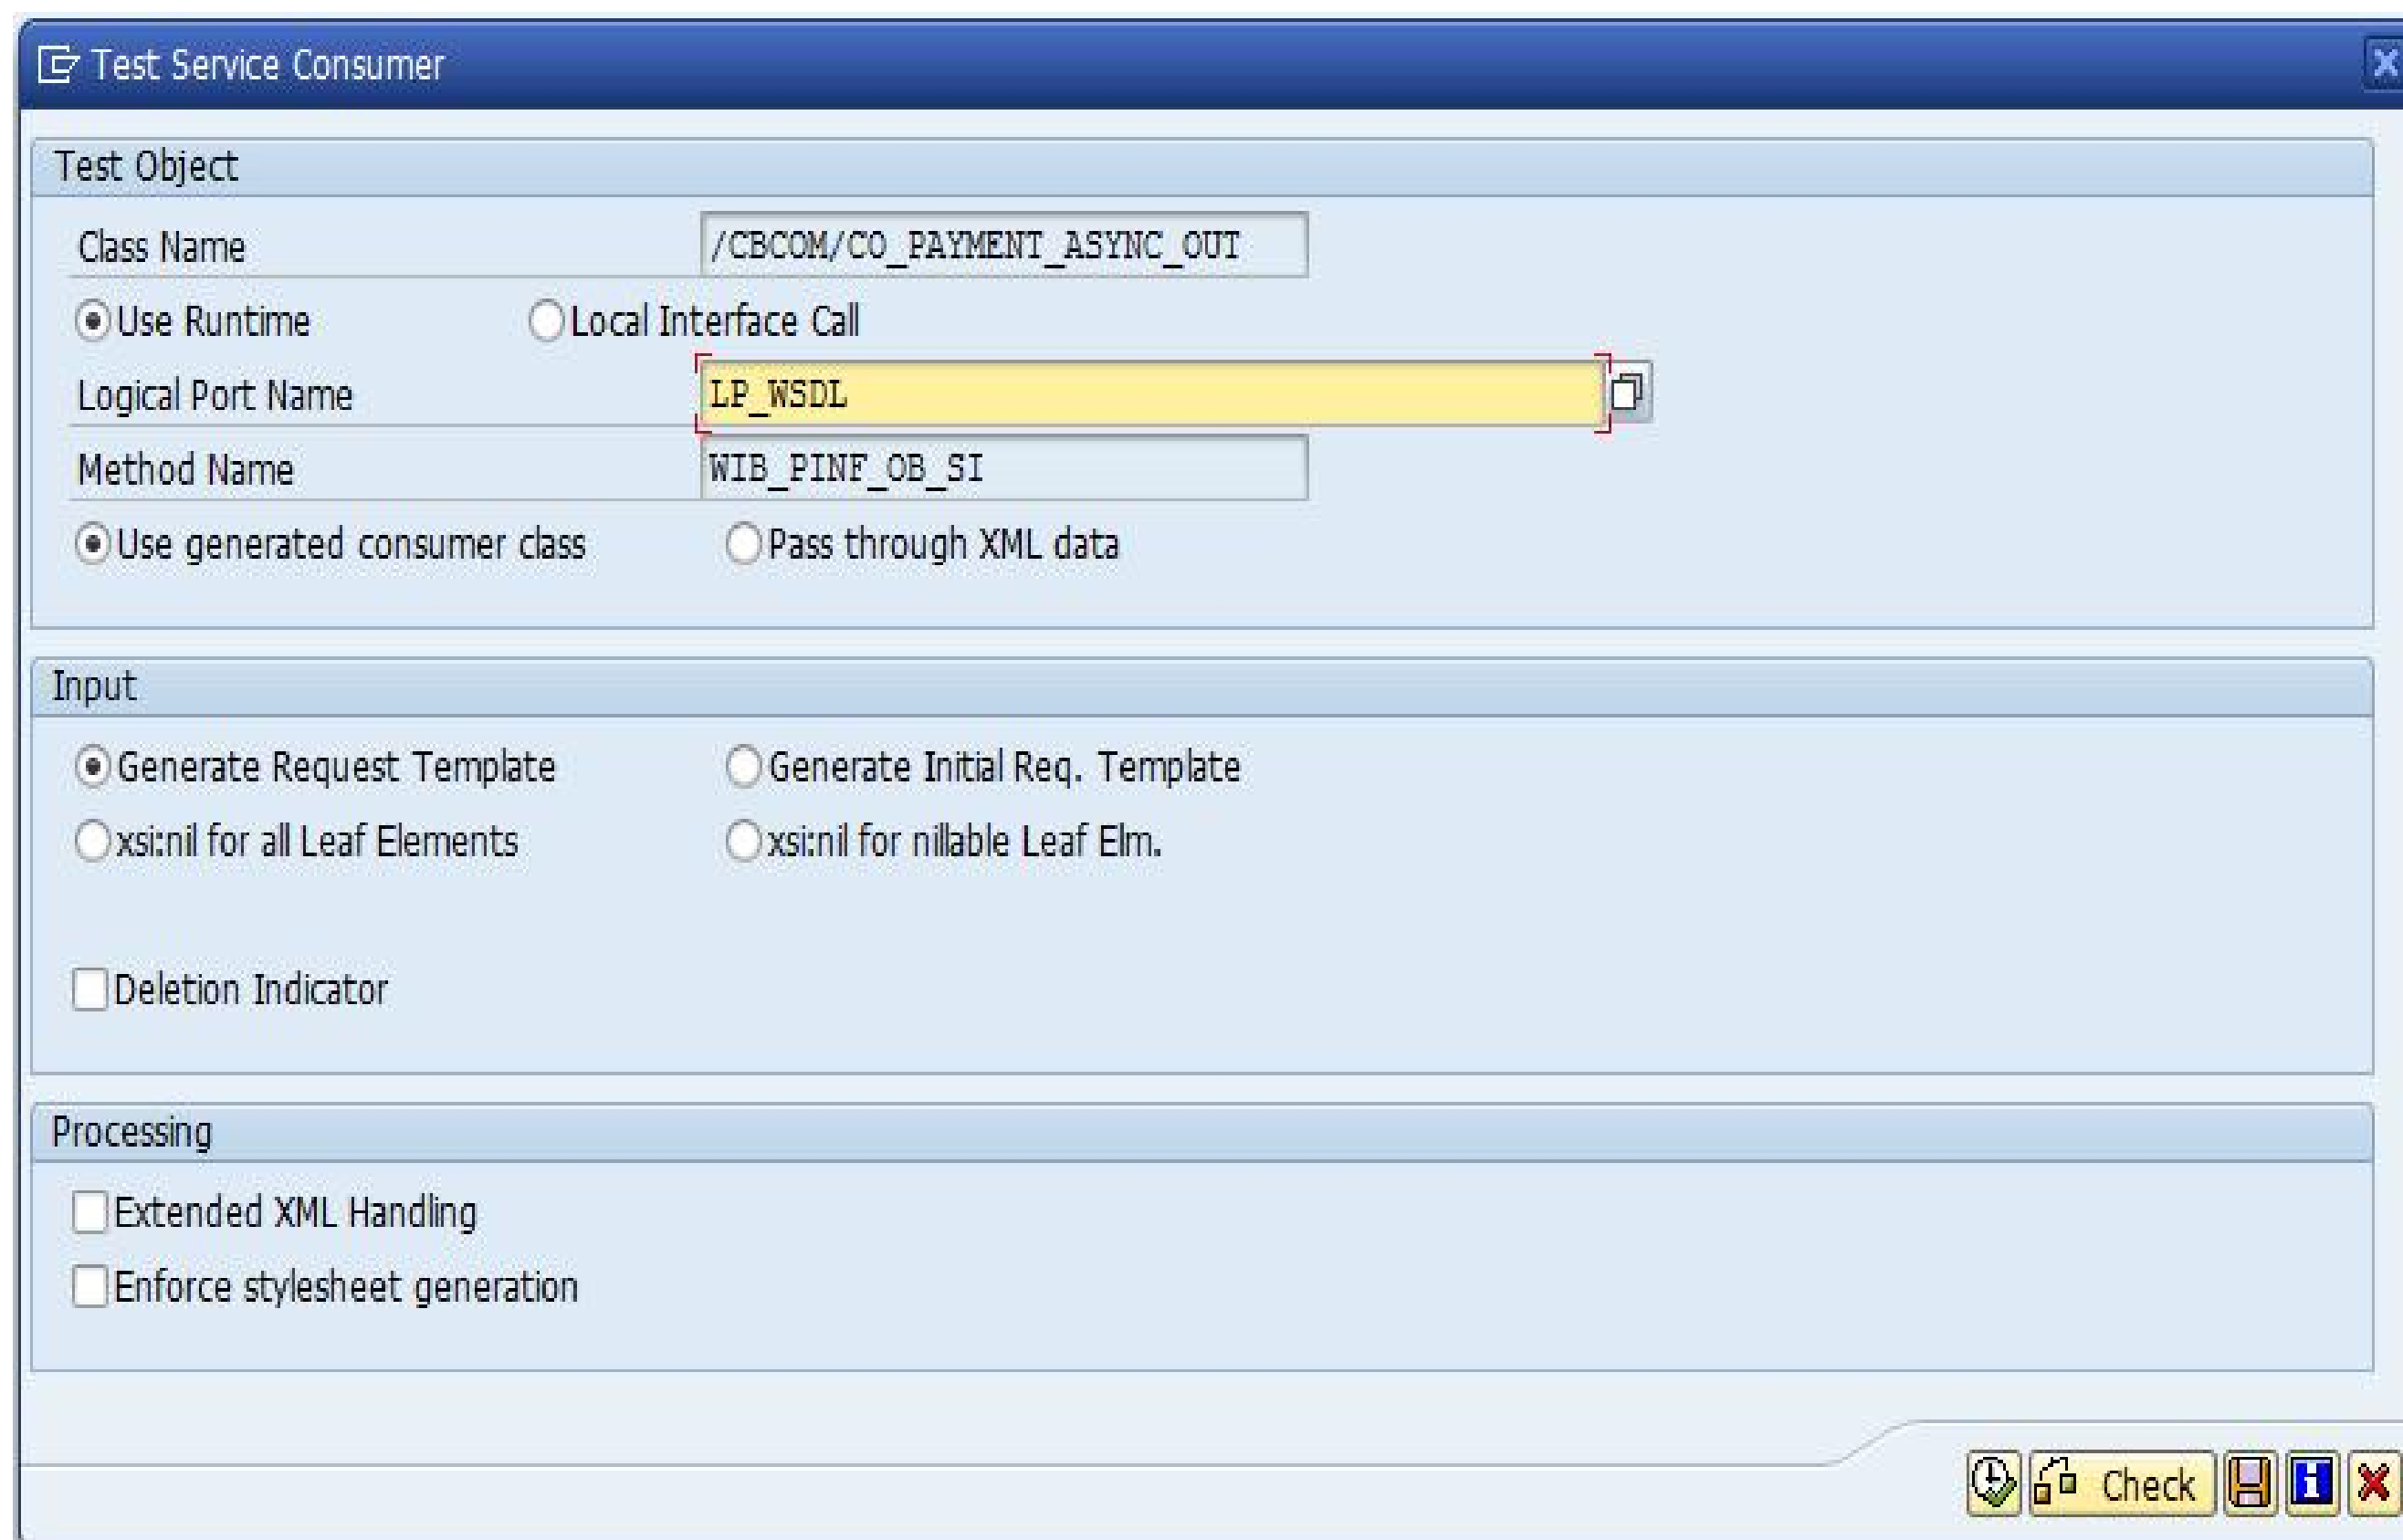 Test Service Consumer
Test Object
Class Name /CBCOM/CO_PAYMENT_ASYNC_OUT
Use Runtime Local Interface Call
Logical Port Name LP_WSDL
Method Name WIB_PINF_OB_SI
Use generated consumer class Pass through XML data
Input
Generate Request Template Generate Initial Req. Template
xsi:nil for all Leaf Elements xsi:nil for nillable Leaf Elm.
Deletion Indicator
Processing
Extended XML Handling
Enforce stylesheet generation
Check